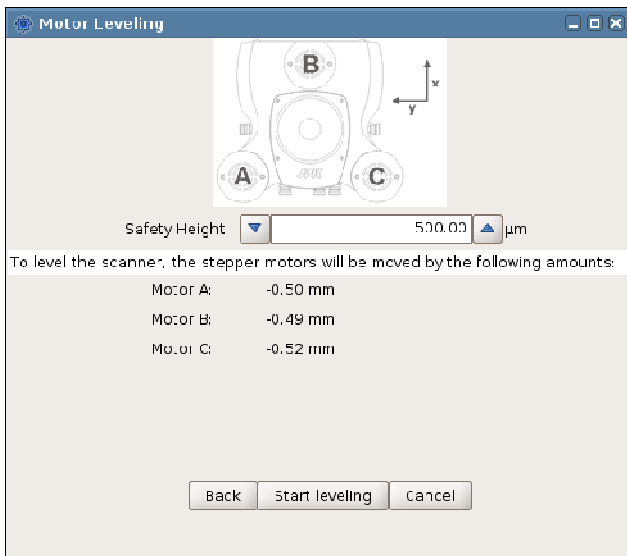 Motor Leveling
B
x
y
A
C
JPK
Safety Height 500.00 µm
To level the scanner, the stepper motors will be moved by the following amounts:
Motor A: -0.50 mm
Motor B: -0.49 mm
Motor C: -0.52 mm
Back Start leveling Cancel